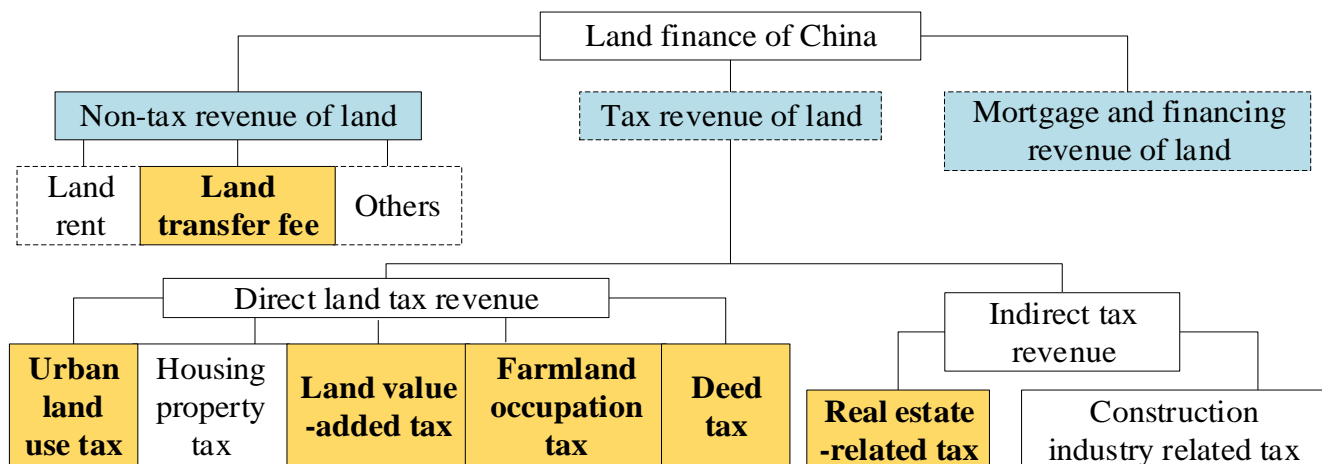 Land finance of China
Non-tax revenue of land
Tax revenue of land
Mortgage and financing
revenue of land
Land
rent
Land
transfer fee
Others
Direct land tax revenue
Indirect tax
revenue
Urban
land
use tax
Housing
property
tax
Land value
-added tax
Farmland
occupation
tax
Deed
tax
Real estate
-related tax
Construction
industry related tax